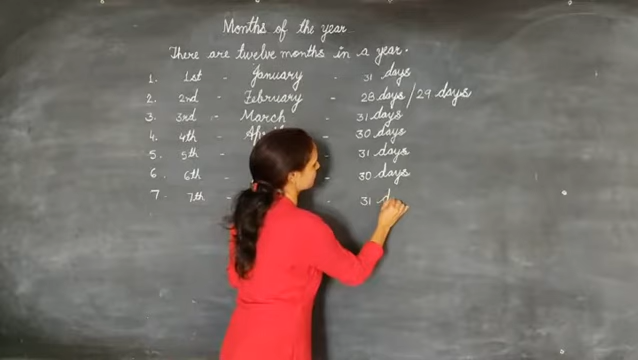 Months of the year
There are twelve months in a year.
1. 1st - January - 31 days
2. 2nd - February - 28 days / 29 days
3. 3rd - March - 31 days
4. 4th - April 30 days
5. 5th - - 31 days
6. 6th - - 30 days
7. 7th - - 31 d